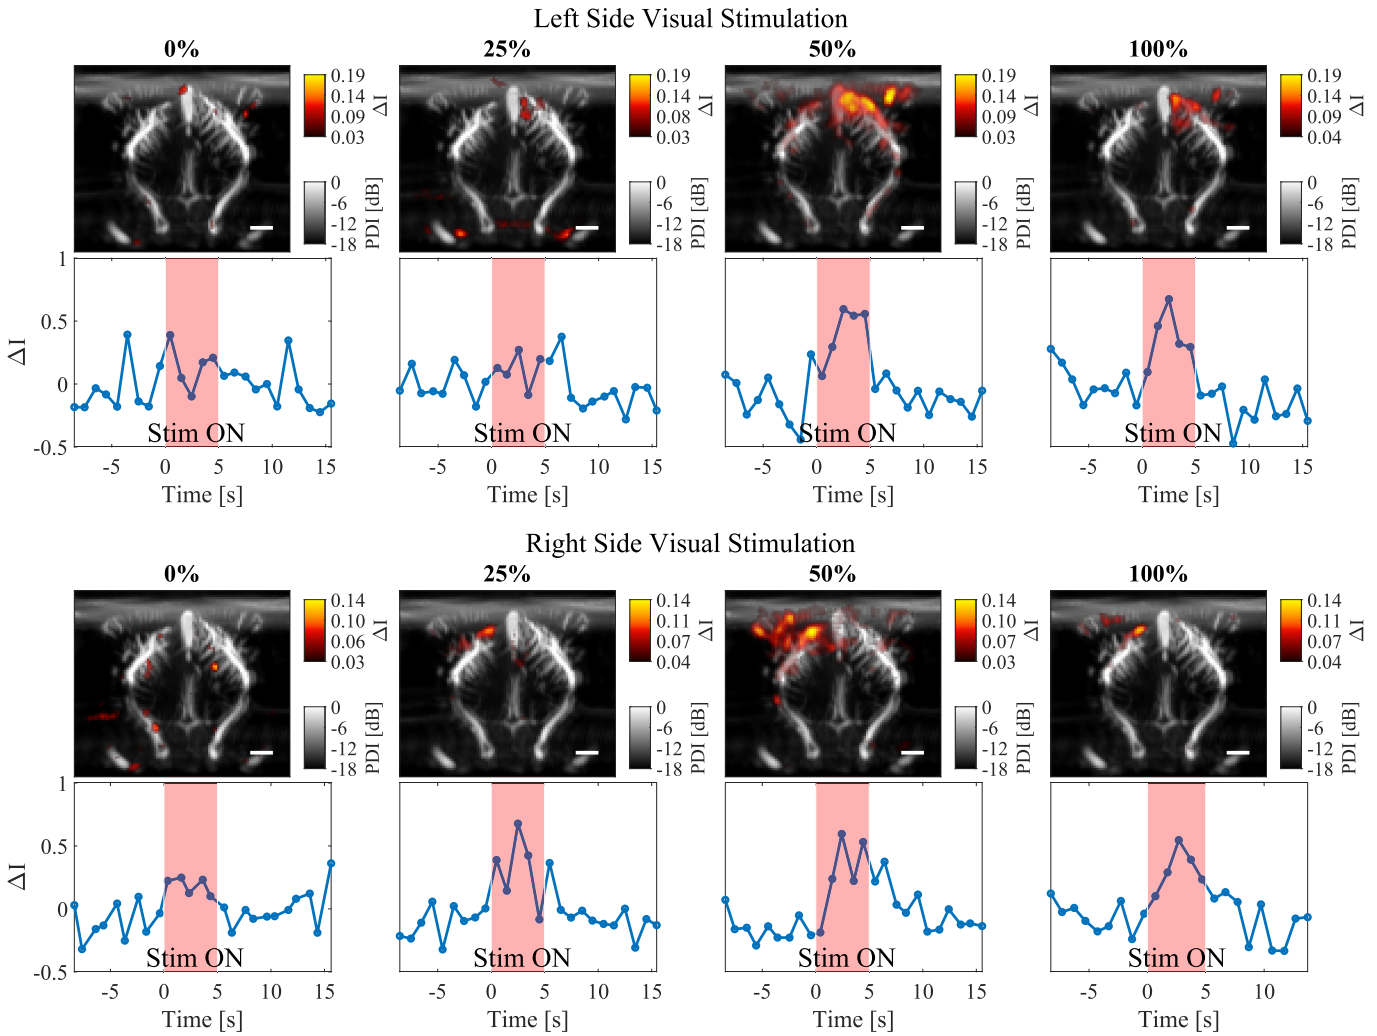 Left Side Visual Stimulation
0% 25% 50% 100%
0.19 0.14 0.09 0.03 ΔI
0 -6 -12 -18 PDI [dB]
0.19 0.14 0.09 0.03 ΔI
0 -6 -12 -18 PDI [dB]
0.19 0.14 0.09 0.03 ΔI
0 -6 -12 -18 PDI [dB]
0.19 0.14 0.09 0.04 ΔI
0 -6 -12 -18 PDI [dB]
ΔI
1
0.5
0
-0.5
Stim ON Stim ON Stim ON Stim ON
-5 0 5 10 15 -5 0 5 10 15 -5 0 5 10 15 -5 0 5 10 15
Time [s] Time [s] Time [s] Time [s]
Right Side Visual Stimulation
0% 25% 50% 100%
0.14 0.10 0.07 0.03 ΔI
0 -6 -12 -18 PDI [dB]
0.14 0.11 0.07 0.04 ΔI
0 -6 -12 -18 PDI [dB]
0.14 0.11 0.07 0.03 ΔI
0 -6 -12 -18 PDI [dB]
0.14 0.11 0.07 0.04 ΔI
0 -6 -12 -18 PDI [dB]
ΔI
1
0.5
0
-0.5
Stim ON Stim ON Stim ON Stim ON
-5 0 5 10 15 -5 0 5 10 15 -5 0 5 10 15 -5 0 5 10
Time [s] Time [s] Time [s] Time [s]